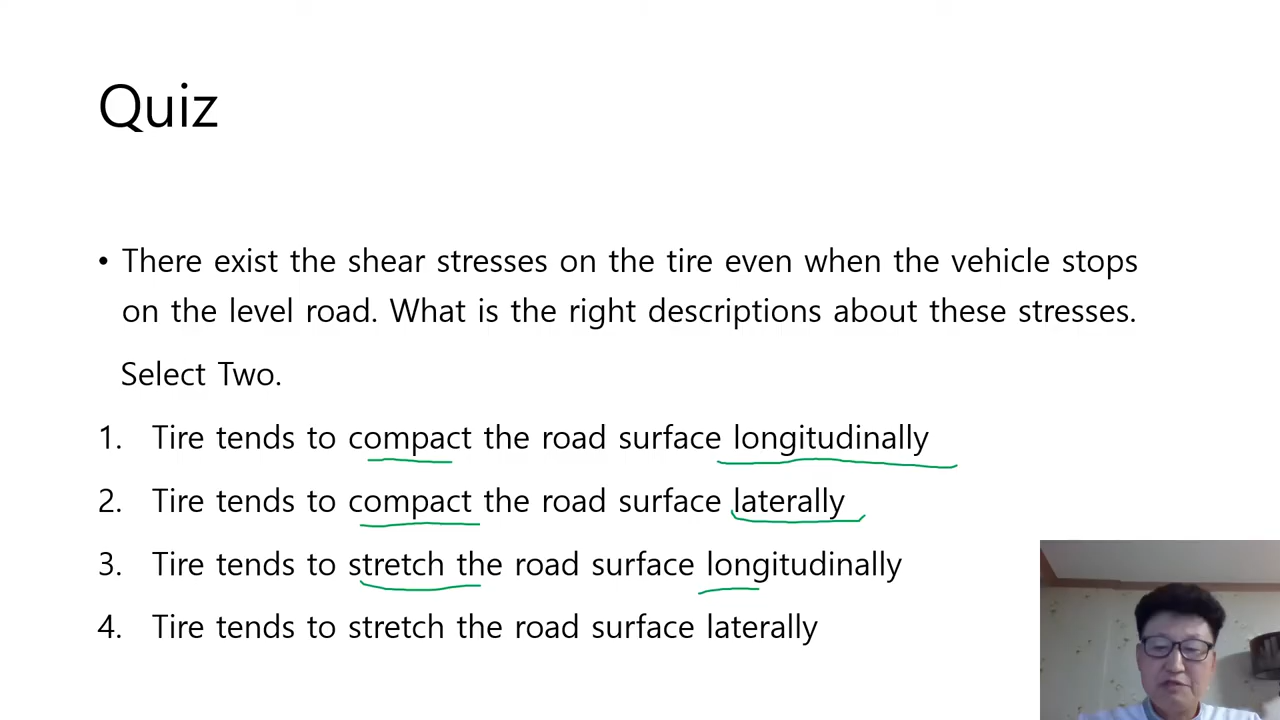 Quiz
• There exist the shear stresses on the tire even when the vehicle stops
on the level road. What is the right descriptions about these stresses.
Select Two.
1. Tire tends to compact the road surface longitudinally
2. Tire tends to compact the road surface laterally
3. Tire tends to stretch the road surface longitudinally
4. Tire tends to stretch the road surface laterally